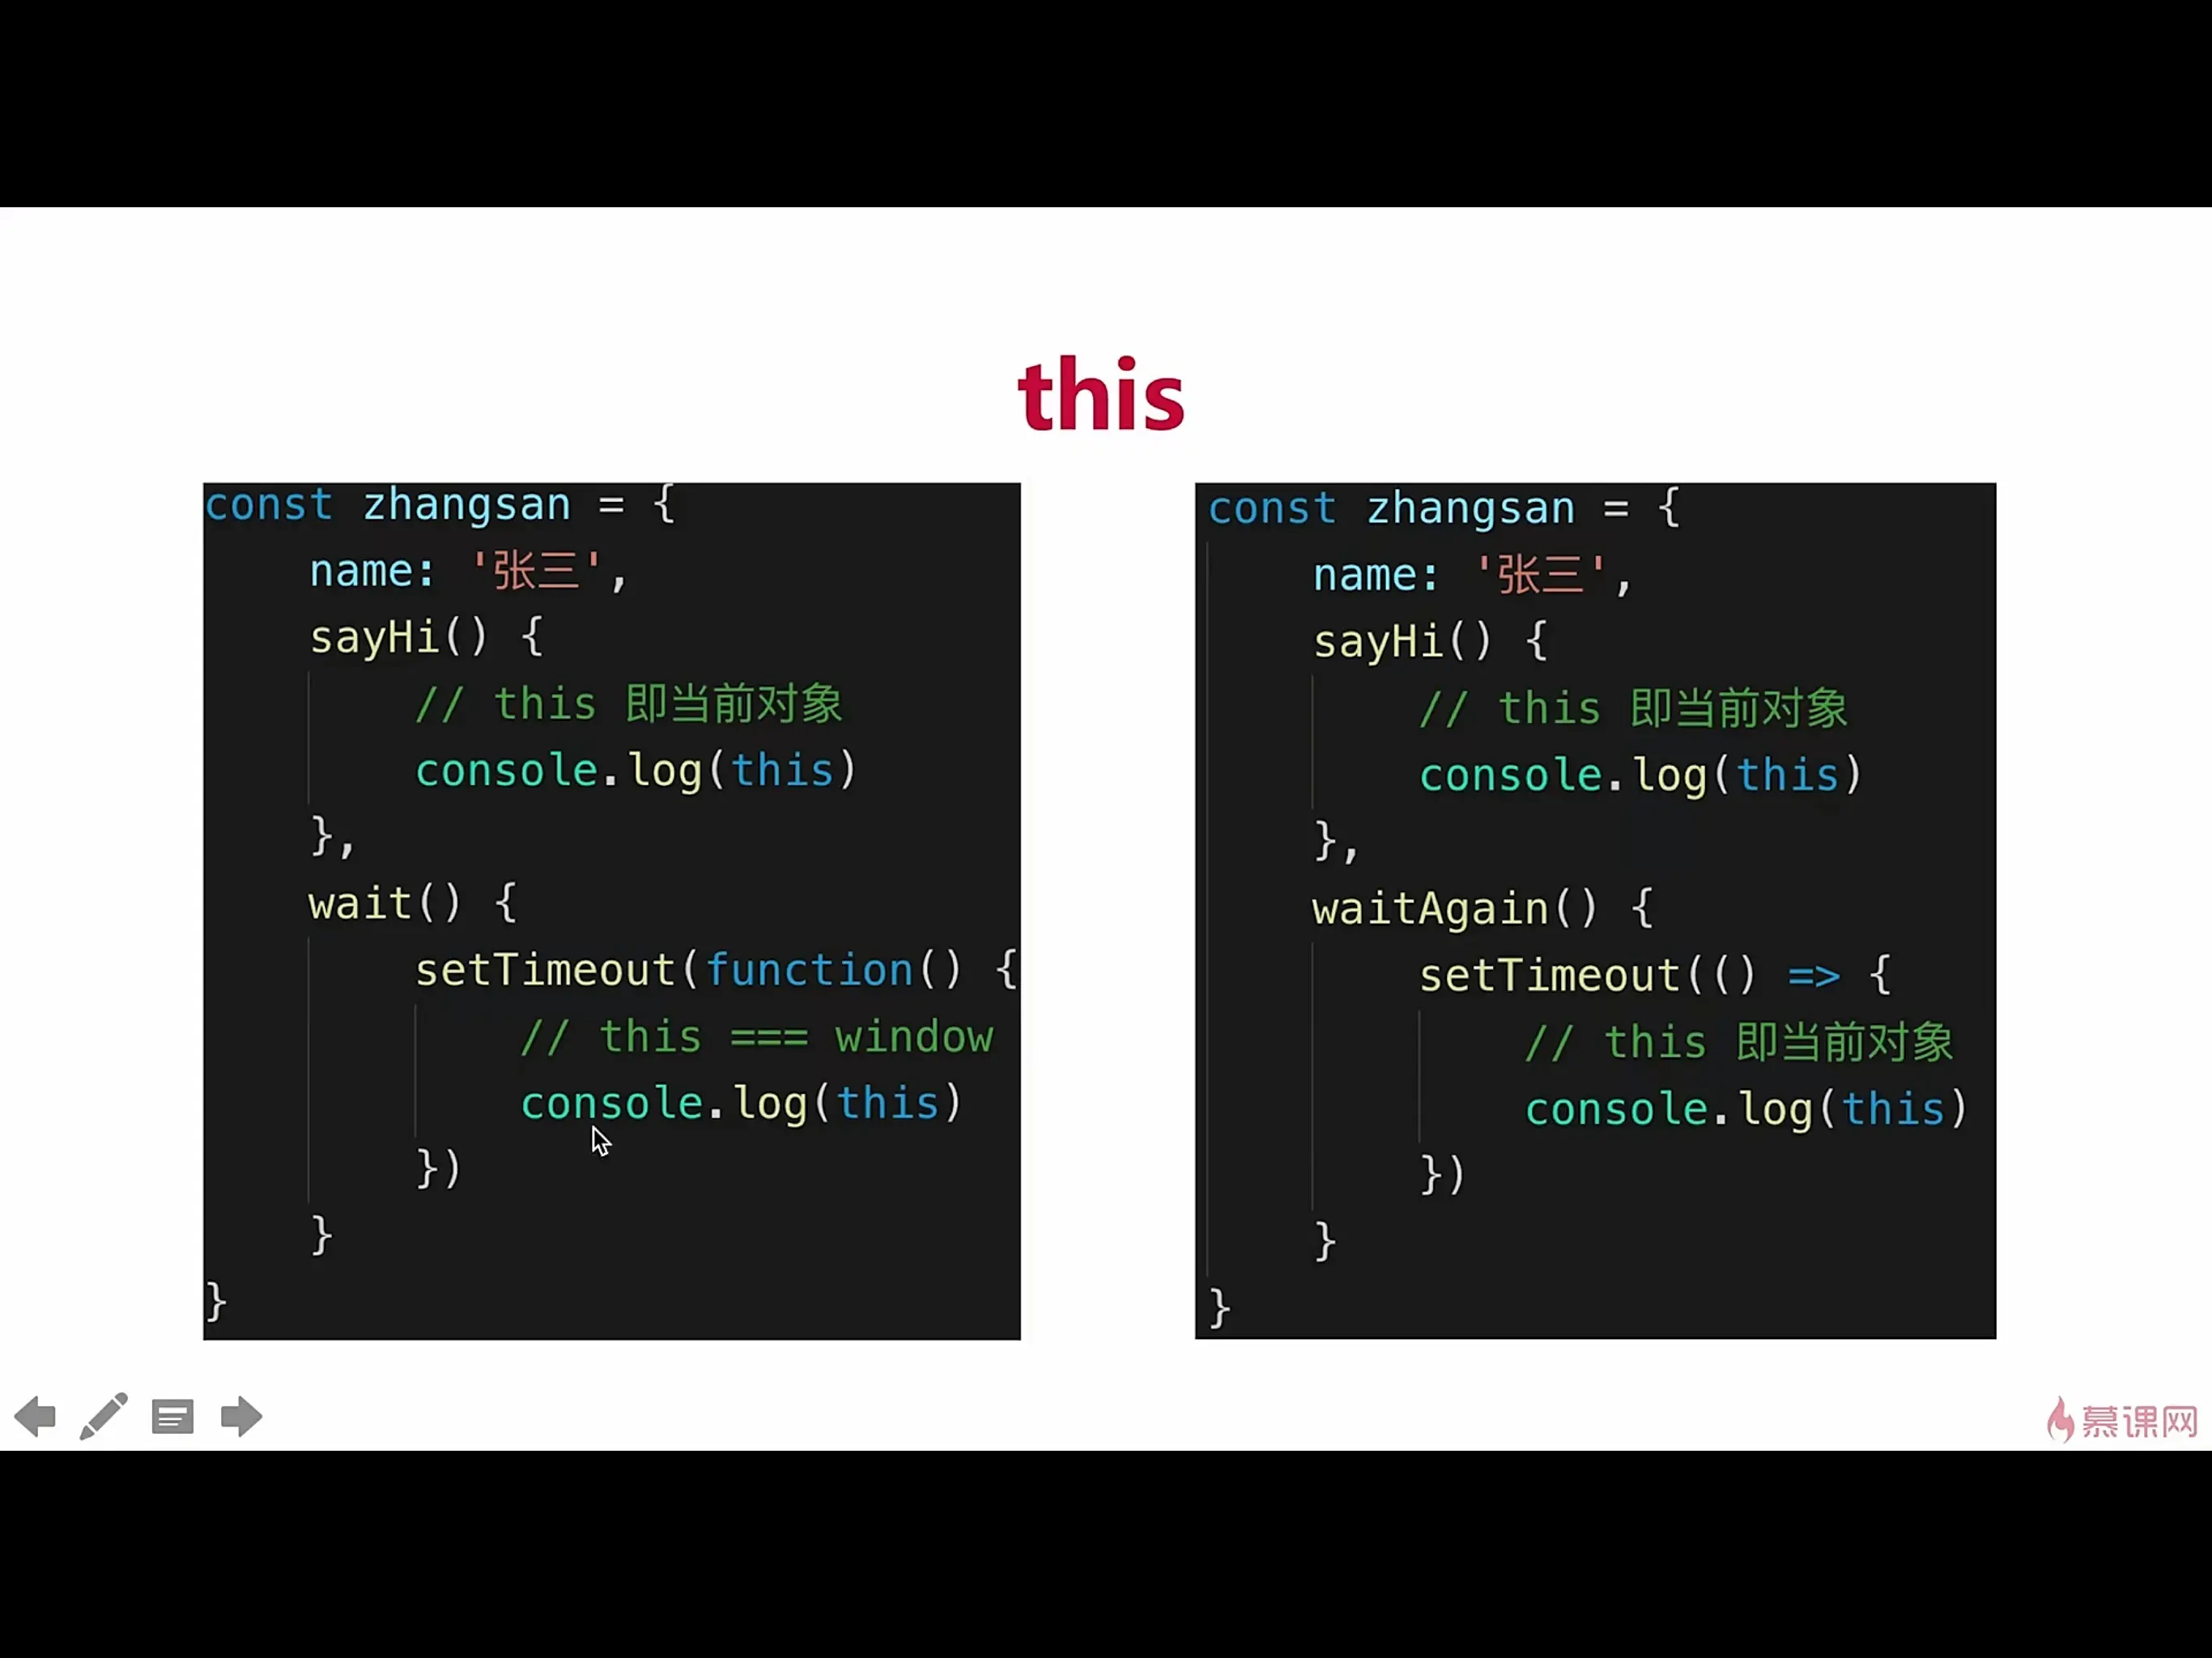 this
const zhangsan = {
    name: '张三',
    sayHi() {
        // this 即当前对象
        console.log(this)
    },
    wait() {
        setTimeout(function() {
            // this === window
            console.log(this)
        })
    }
}
const zhangsan = {
    name: '张三',
    sayHi() {
        // this 即当前对象
        console.log(this)
    },
    waitAgain() {
        setTimeout(() => {
            // this 即当前对象
            console.log(this)
        })
    }
}
慕课网